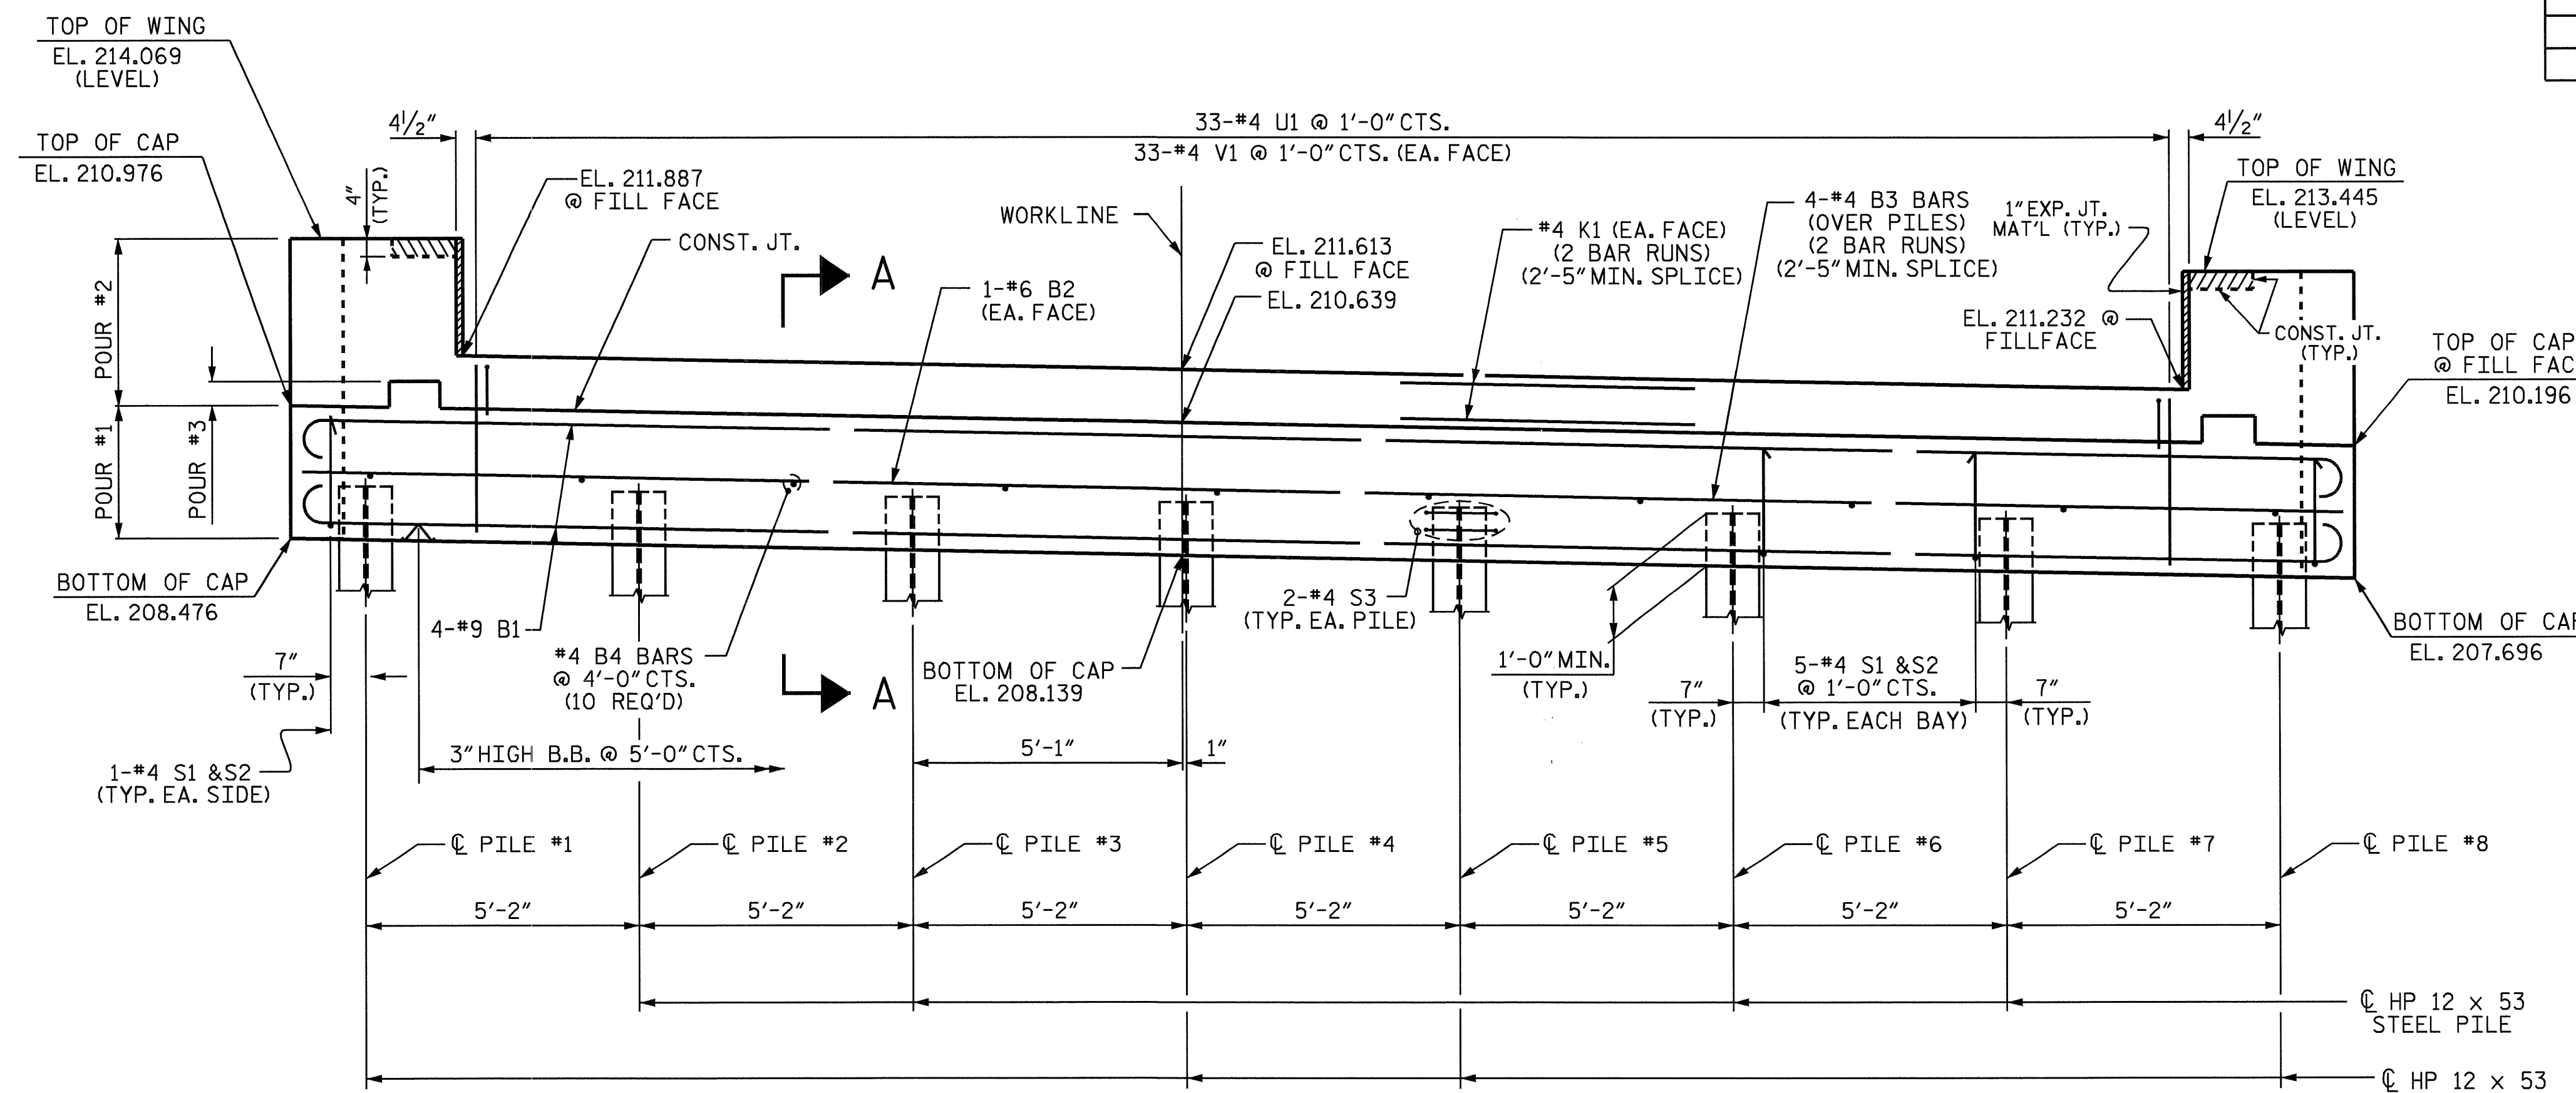 TOP OF WING
EL. 214.069
(LEVEL)
TOP OF CAP
EL. 210.976
4 1/2"
33-#4 U1 @ 1'-0" CTS.
33-#4 V1 @ 1'-0" CTS. (EA. FACE)
4 1/2"
4"
(TYP.)
EL. 211.887
@ FILL FACE
CONST. JT.
WORKLINE
EL. 211.613
@ FILL FACE
EL. 210.639
#4 K1 (EA. FACE)
(2 BAR RUNS)
(2'-5" MIN. SPLICE)
4-#4 B3 BARS
(OVER PILES)
(2 BAR RUNS)
(2'-5" MIN. SPLICE)
1" EXP. JT.
MAT'L (TYP.)
TOP OF WING
EL. 213.445
(LEVEL)
A
1-#6 B2
(EA. FACE)
EL. 211.232 @
FILLFACE
CONST. JT.
(TYP.)
TOP OF CAP
@ FILL FAC
EL. 210.196
POUR #2
POUR #1
POUR #3
BOTTOM OF CAP
EL. 208.476
4-#9 B1
#4 B4 BARS
@ 4'-0" CTS.
(10 REQ'D)
A
BOTTOM OF CAP
EL. 208.139
2-#4 S3
(TYP. EA. PILE)
1'-0" MIN.
(TYP.)
5-#4 S1 &S2
@ 1'-0" CTS.
(TYP. EACH BAY)
7"
(TYP.)
7"
(TYP.)
BOTTOM OF CAP
EL. 207.696
7"
(TYP.)
1-#4 S1 &S2
(TYP. EA. SIDE)
3" HIGH B.B. @ 5'-0" CTS.
5'-1"
1"
℄ PILE #1
℄ PILE #2
℄ PILE #3
℄ PILE #4
℄ PILE #5
℄ PILE #6
℄ PILE #7
℄ PILE #8
5'-2"
5'-2"
5'-2"
5'-2"
5'-2"
5'-2"
5'-2"
℄ HP 12 x 53
STEEL PILE
℄ HP 12 x 53